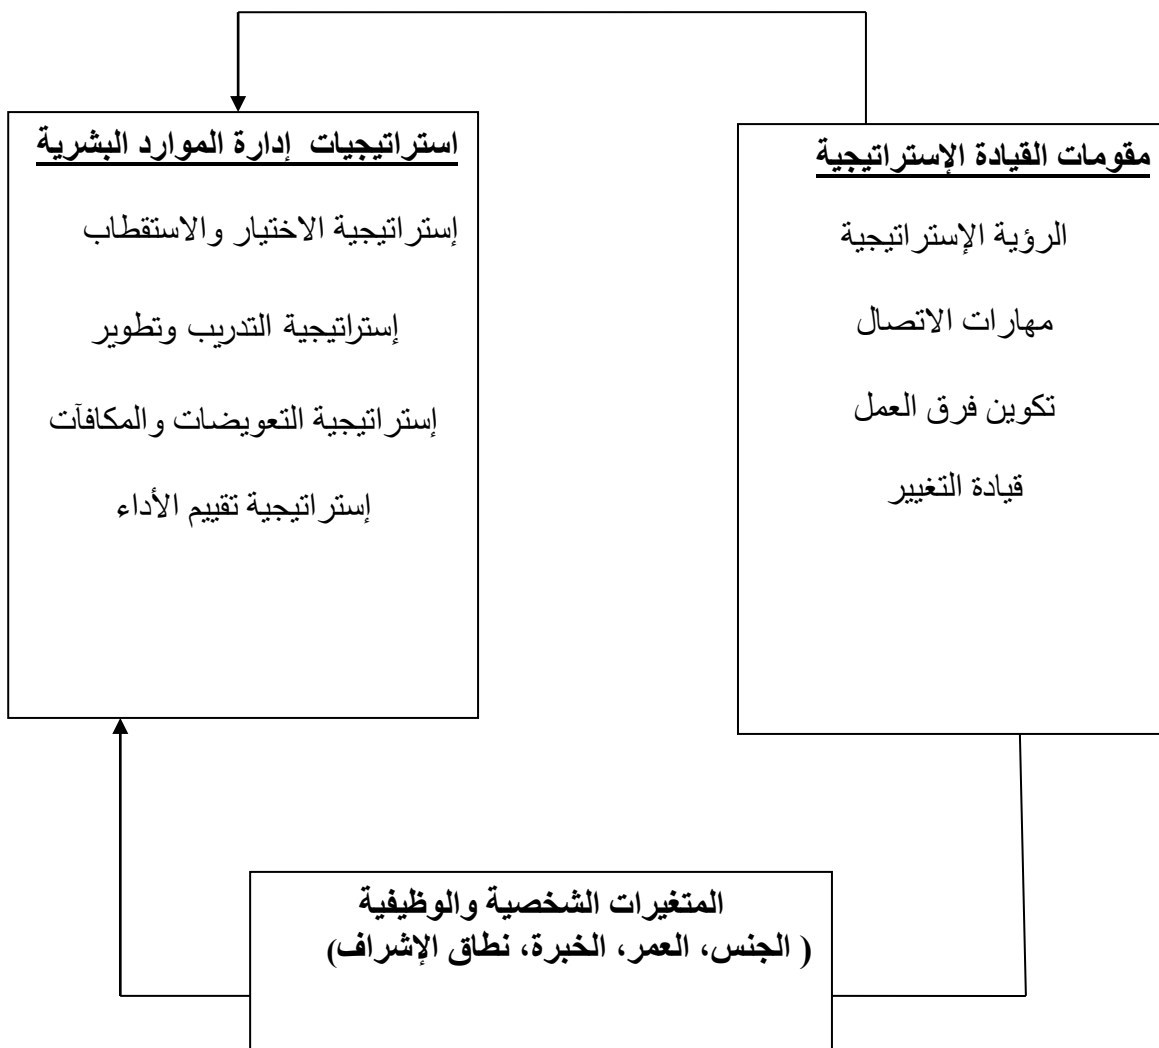 مقومات القيادة الإستراتيجية
الرؤية الإستراتيجية
مهارات الاتصال
تكوين فرق العمل
قيادة التغيير
استراتيجيات إدارة الموارد البشرية
إستراتيجية الاختيار والاستقطاب
إستراتيجية التدريب وتطوير
إستراتيجية التعويضات والمكافآت
إستراتيجية تقييم الأداء
المتغيرات الشخصية والوظيفية
( الجنس، العمر، الخبرة، نطاق الإشراف)